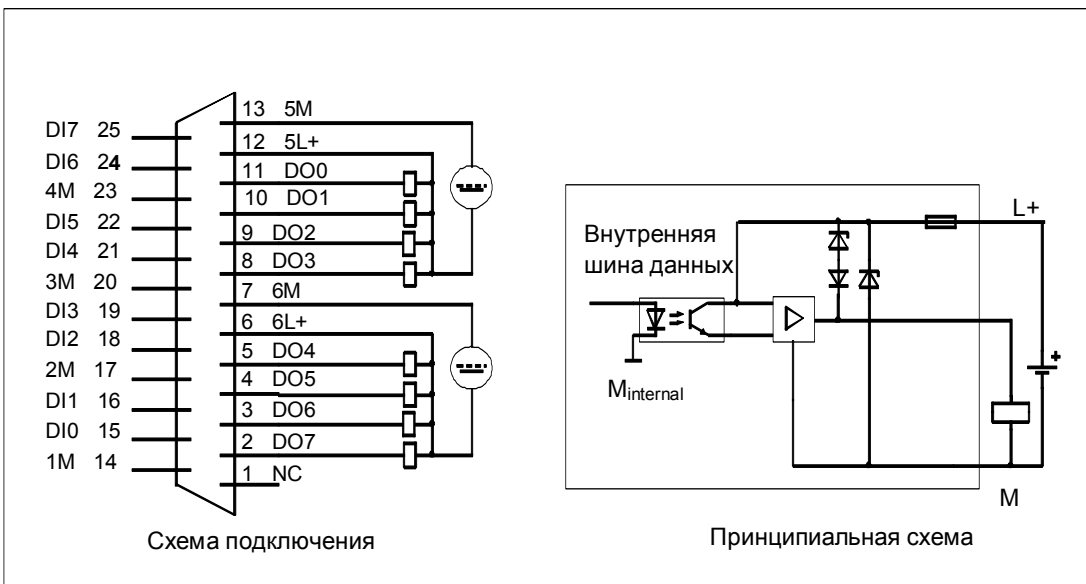 DI7 25
DI6 24
4M 23
DI5 22
DI4 21
3M 20
DI3 19
DI2 18
2M 17
DI1 16
DI0 15
1M 14
13 5M
12 5L+
11 DO0
10 DO1
9 DO2
8 DO3
7 6M
6 6L+
5 DO4
4 DO5
3 DO6
2 DO7
1 NC
Схема подключения
Внутренняя
шина данных
M internal
L+
+
M
Принципиальная схема